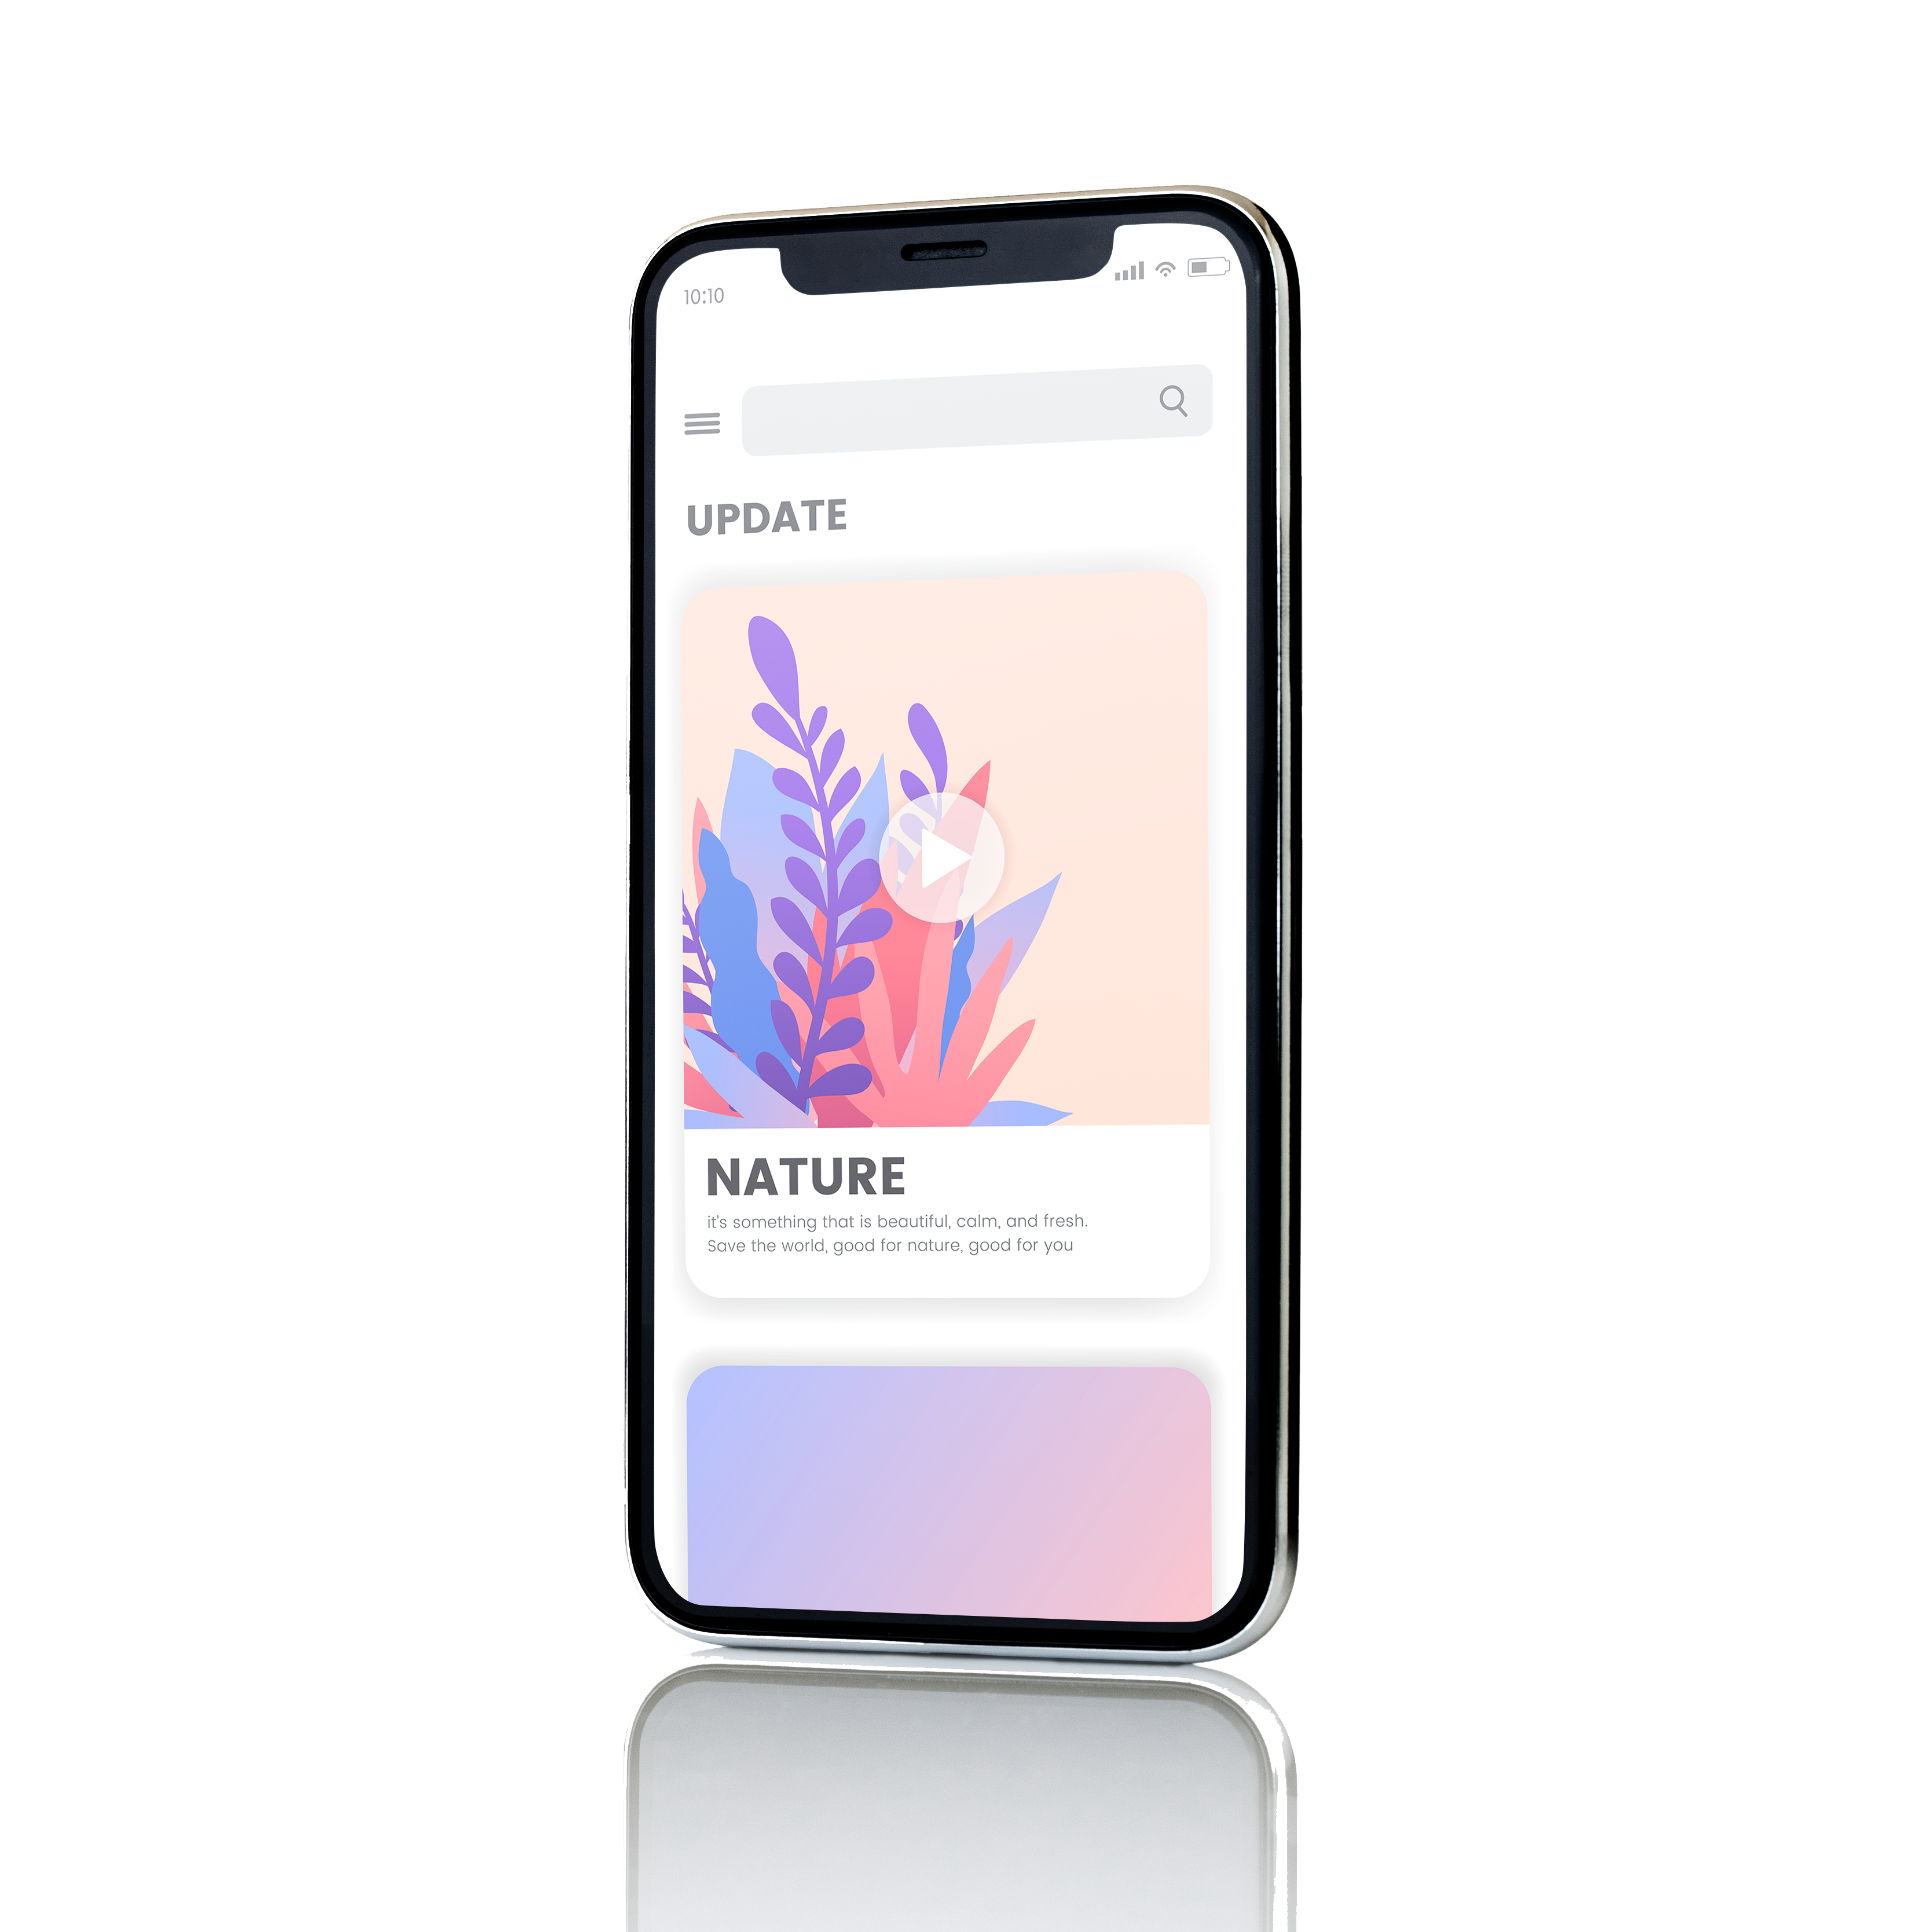 10:10
UPDATE
NATURE
it's something that is beautiful, calm, and fresh.
Save the world, good for nature, good for you